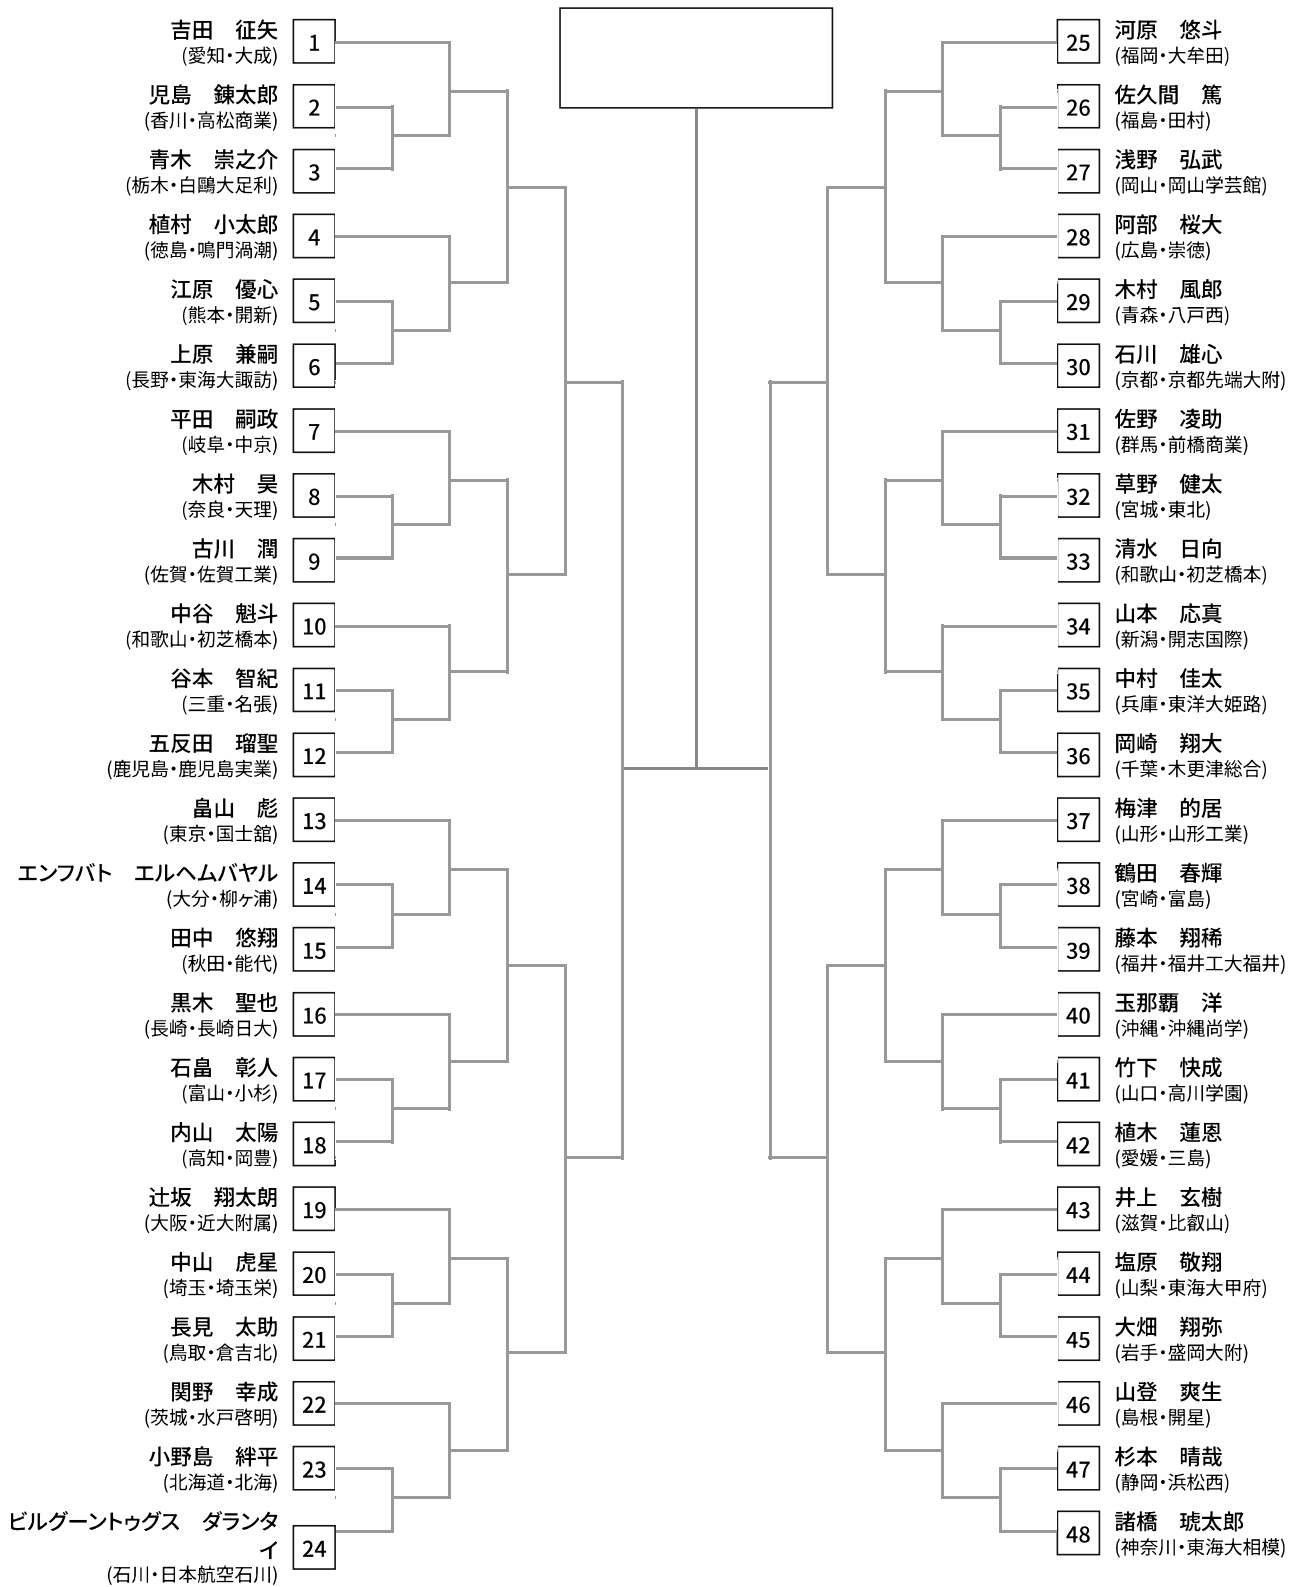 吉田　征矢
(愛知・大成)
1
児島　錬太郎
(香川・高松商業)
2
青木　崇之介
(栃木・白鷗大足利)
3
植村　小太郎
(徳島・鳴門渦潮)
4
江原　優心
(熊本・開新)
5
上原　兼嗣
(長野・東海大諏訪)
6
平田　嗣政
(岐阜・中京)
7
木村　昊
(奈良・天理)
8
古川　潤
(佐賀・佐賀工業)
9
中谷　魁斗
(和歌山・初芝橋本)
10
谷本　智紀
(三重・名張)
11
五反田　瑠聖
(鹿児島・鹿児島実業)
12
畠山　彪
(東京・国士舘)
13
エンフバト　エルヘムバヤル
(大分・柳ヶ浦)
14
田中　悠翔
(秋田・能代)
15
黒木　聖也
(長崎・長崎日大)
16
石畠　彰人
(富山・小杉)
17
内山　太陽
(高知・岡豊)
18
辻坂　翔太朗
(大阪・近大附属)
19
中山　虎星
(埼玉・埼玉栄)
20
長見　太助
(鳥取・倉吉北)
21
関野　幸成
(茨城・水戸啓明)
22
小野島　絆平
(北海道・北海)
23
ビルグーントゥグス　ダランタ
イ
(石川・日本航空石川)
24
25
河原　悠斗
(福岡・大牟田)
26
佐久間　篤
(福島・田村)
27
浅野　弘武
(岡山・岡山学芸館)
28
阿部　桜大
(広島・崇徳)
29
木村　風郎
(青森・八戸西)
30
石川　雄心
(京都・京都先端大附)
31
佐野　凌助
(群馬・前橋商業)
32
草野　健太
(宮城・東北)
33
清水　日向
(和歌山・初芝橋本)
34
山本　応真
(新潟・開志国際)
35
中村　佳太
(兵庫・東洋大姫路)
36
岡崎　翔大
(千葉・木更津総合)
37
梅津　的居
(山形・山形工業)
38
鶴田　春輝
(宮崎・富島)
39
藤本　翔稀
(福井・福井工大福井)
40
玉那覇　洋
(沖縄・沖縄尚学)
41
竹下　快成
(山口・高川学園)
42
植木　蓮恩
(愛媛・三島)
43
井上　玄樹
(滋賀・比叡山)
44
塩原　敬翔
(山梨・東海大甲府)
45
大畑　翔弥
(岩手・盛岡大附)
46
山登　爽生
(島根・開星)
47
杉本　晴哉
(静岡・浜松西)
48
諸橋　琥太郎
(神奈川・東海大相模)